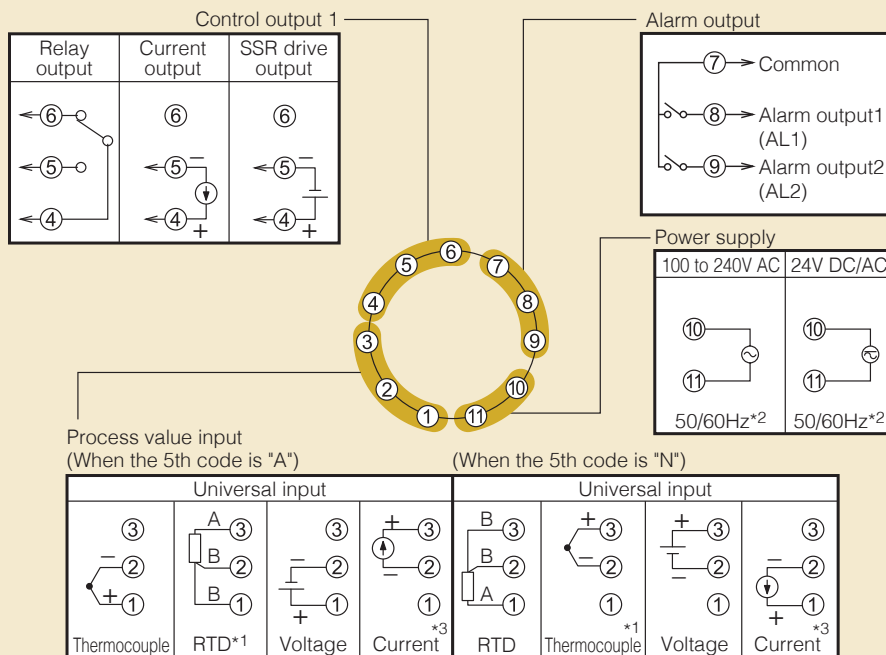 Control output 1
Relay output
Current output
SSR drive output
6
6
6
5
− 5
− 5
4
4 +
4 +
Alarm output
7 Common
8 Alarm output1 (AL1)
9 Alarm output2 (AL2)
Power supply
100 to 240V AC
24V DC/AC
10
10
11
11
50/60Hz*2
50/60Hz*2
6
5
7
4
8
3
9
2
10
1
11
Process value input
(When the 5th code is "A")
(When the 5th code is "N")
Universal input
Universal input
3
A 3
3
+ 3
B 3
+ 3
+ 3
3
− 2
B 2
− 2
− 2
B 2
− 2
− 2
− 2
+ 1
B 1
+ 1
1
A 1
1
1
+ 1
Thermocouple
RTD*1
Voltage
Current *3
RTD
Thermocouple *1
Voltage
Current *3